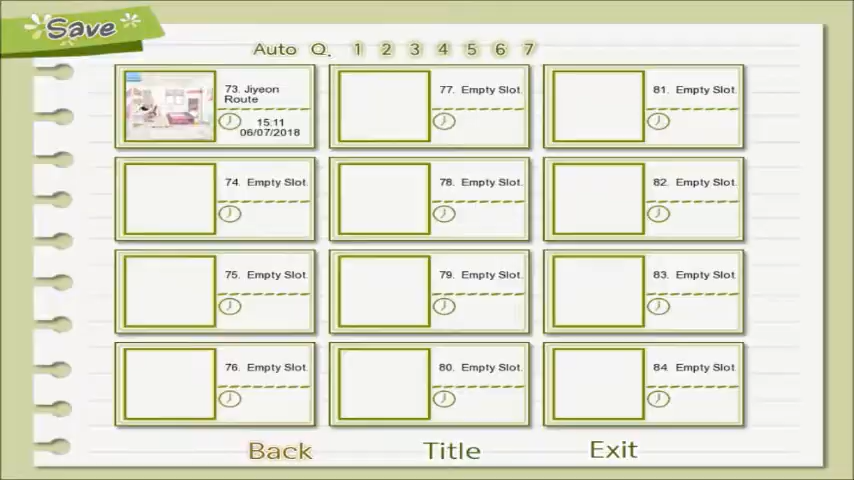 Save
Auto Q. 1 2 3 4 5 6 7
73. Jiyeon
Route
15:11
06/07/2018
77. Empty Slot.
81. Empty Slot.
74. Empty Slot.
78. Empty Slot.
82. Empty Slot.
75. Empty Slot.
79. Empty Slot.
83. Empty Slot.
76. Empty Slot.
80. Empty Slot.
84. Empty Slot.
Back Title Exit